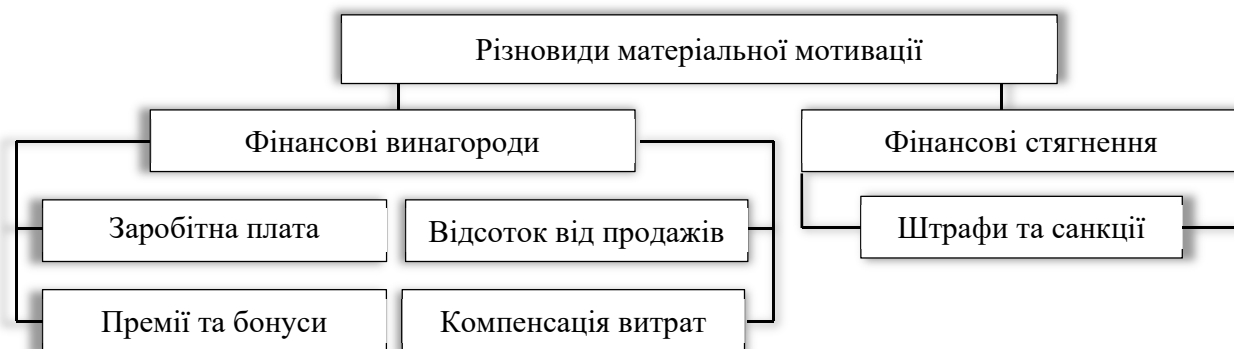 Різновиди матеріальної мотивації
Фінансові винагороди
Фінансові стягнення
Заробітна плата
Відсоток від продажів
Штрафи та санкції
Премії та бонуси
Компенсація витрат